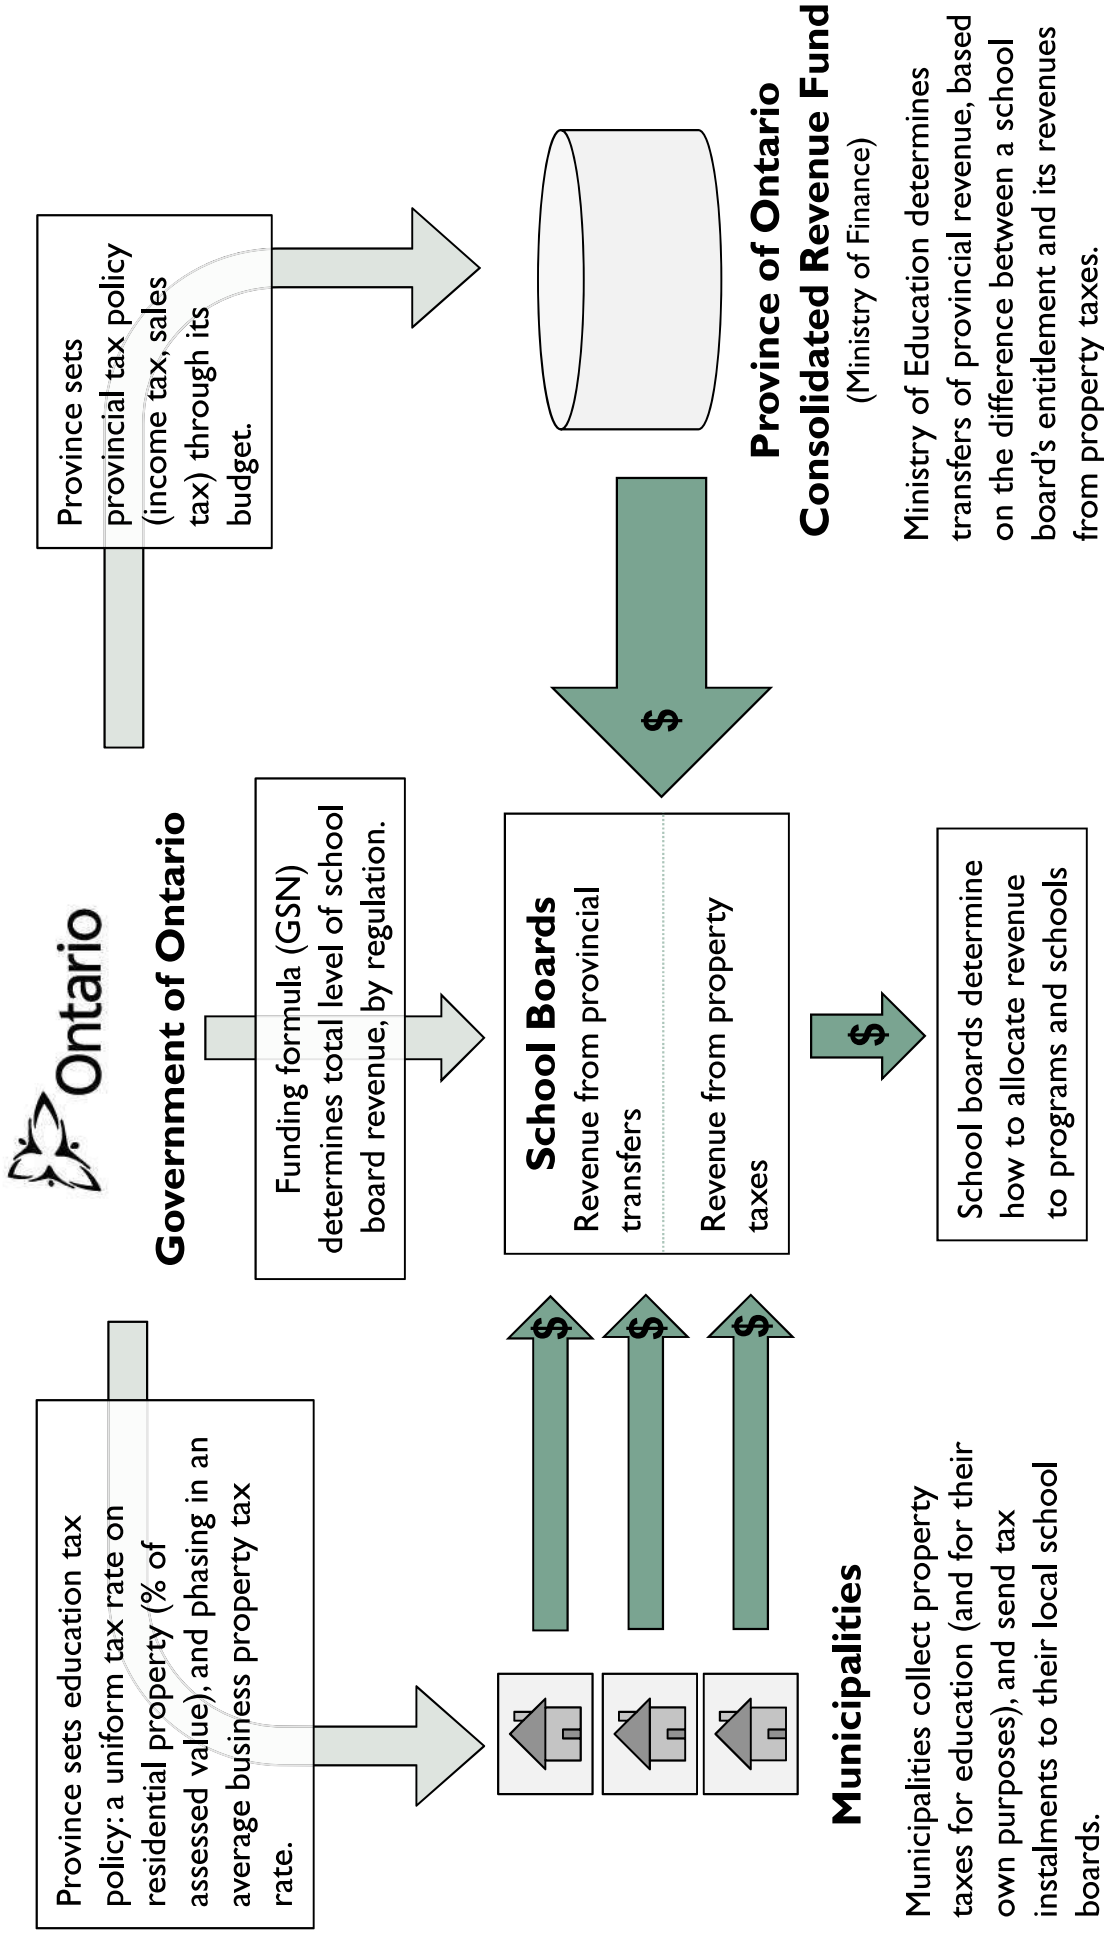 Ontario
Government of Ontario
Province sets education tax
policy: a uniform tax rate on
residential property (% of
assessed value), and phasing in an
average business property tax
rate.
Funding formula (GSN)
determines total level of school
board revenue, by regulation.
Province sets
provincial tax policy
(income tax, sales
tax) through its
budget.
$
$
$
School Boards
Revenue from provincial
transfers
Revenue from property
taxes
$
Municipalities
Municipalities collect property
taxes for education (and for their
own purposes), and send tax
instalments to their local school
boards.
$
School boards determine
how to allocate revenue
to programs and schools
Province of Ontario
Consolidated Revenue Fund
(Ministry of Finance)
Ministry of Education determines
transfers of provincial revenue, based
on the difference between a school
board's entitlement and its revenues
from property taxes.